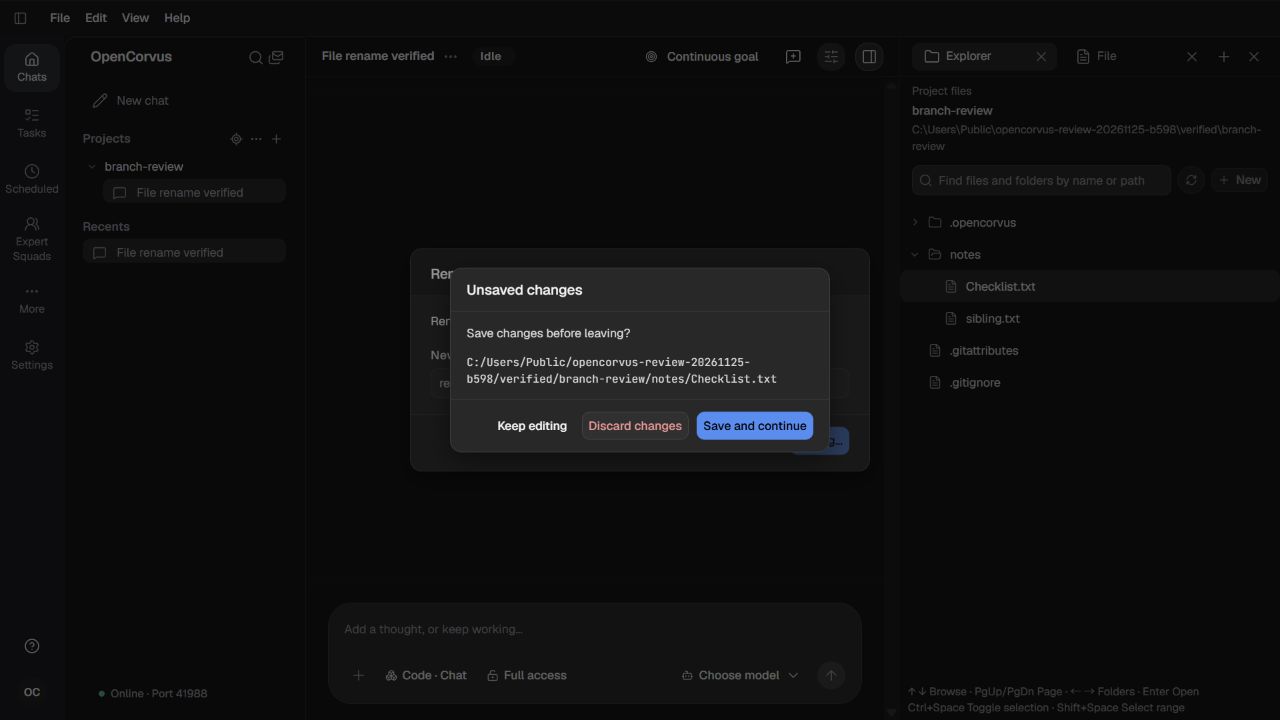 File Edit View Help
Chats
Tasks
Scheduled
Expert
Squads
More
Settings
OC
OpenCorvus
New chat
Projects
branch-review
File rename verified
Recents
File rename verified
Online · Port 41988
File rename verified
Idle
Continuous goal
Unsaved changes
Save changes before leaving?
C:/Users/Public/opencorvus-review-20261125-
b598/verified/branch-review/notes/Checklist.txt
Keep editing Discard changes Save and continue
Add a thought, or keep working...
Code · Chat Full access Choose model
Explorer File
Project files
branch-review
C:\Users\Public\opencorvus-review-20261125-b598\verified\branch-
review
Find files and folders by name or path
New
.opencorvus
notes
Checklist.txt
sibling.txt
.gitattributes
.gitignore
↑↓ Browse · PgUp/PgDn Page · ←→ Folders · Enter Open
Ctrl+Space Toggle selection · Shift+Space Select range